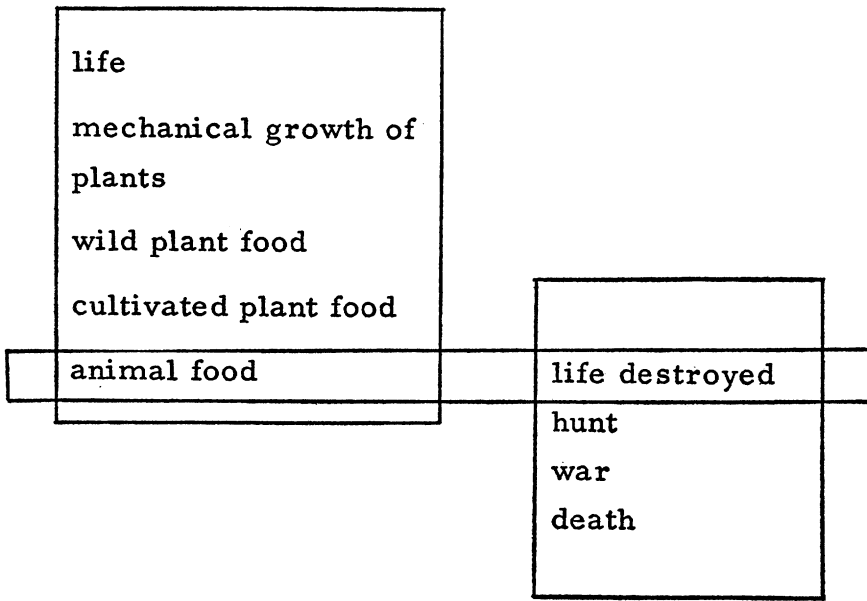 life
mechanical growth of
plants
wild plant food
cultivated plant food
animal food
life destroyed
hunt
war
death